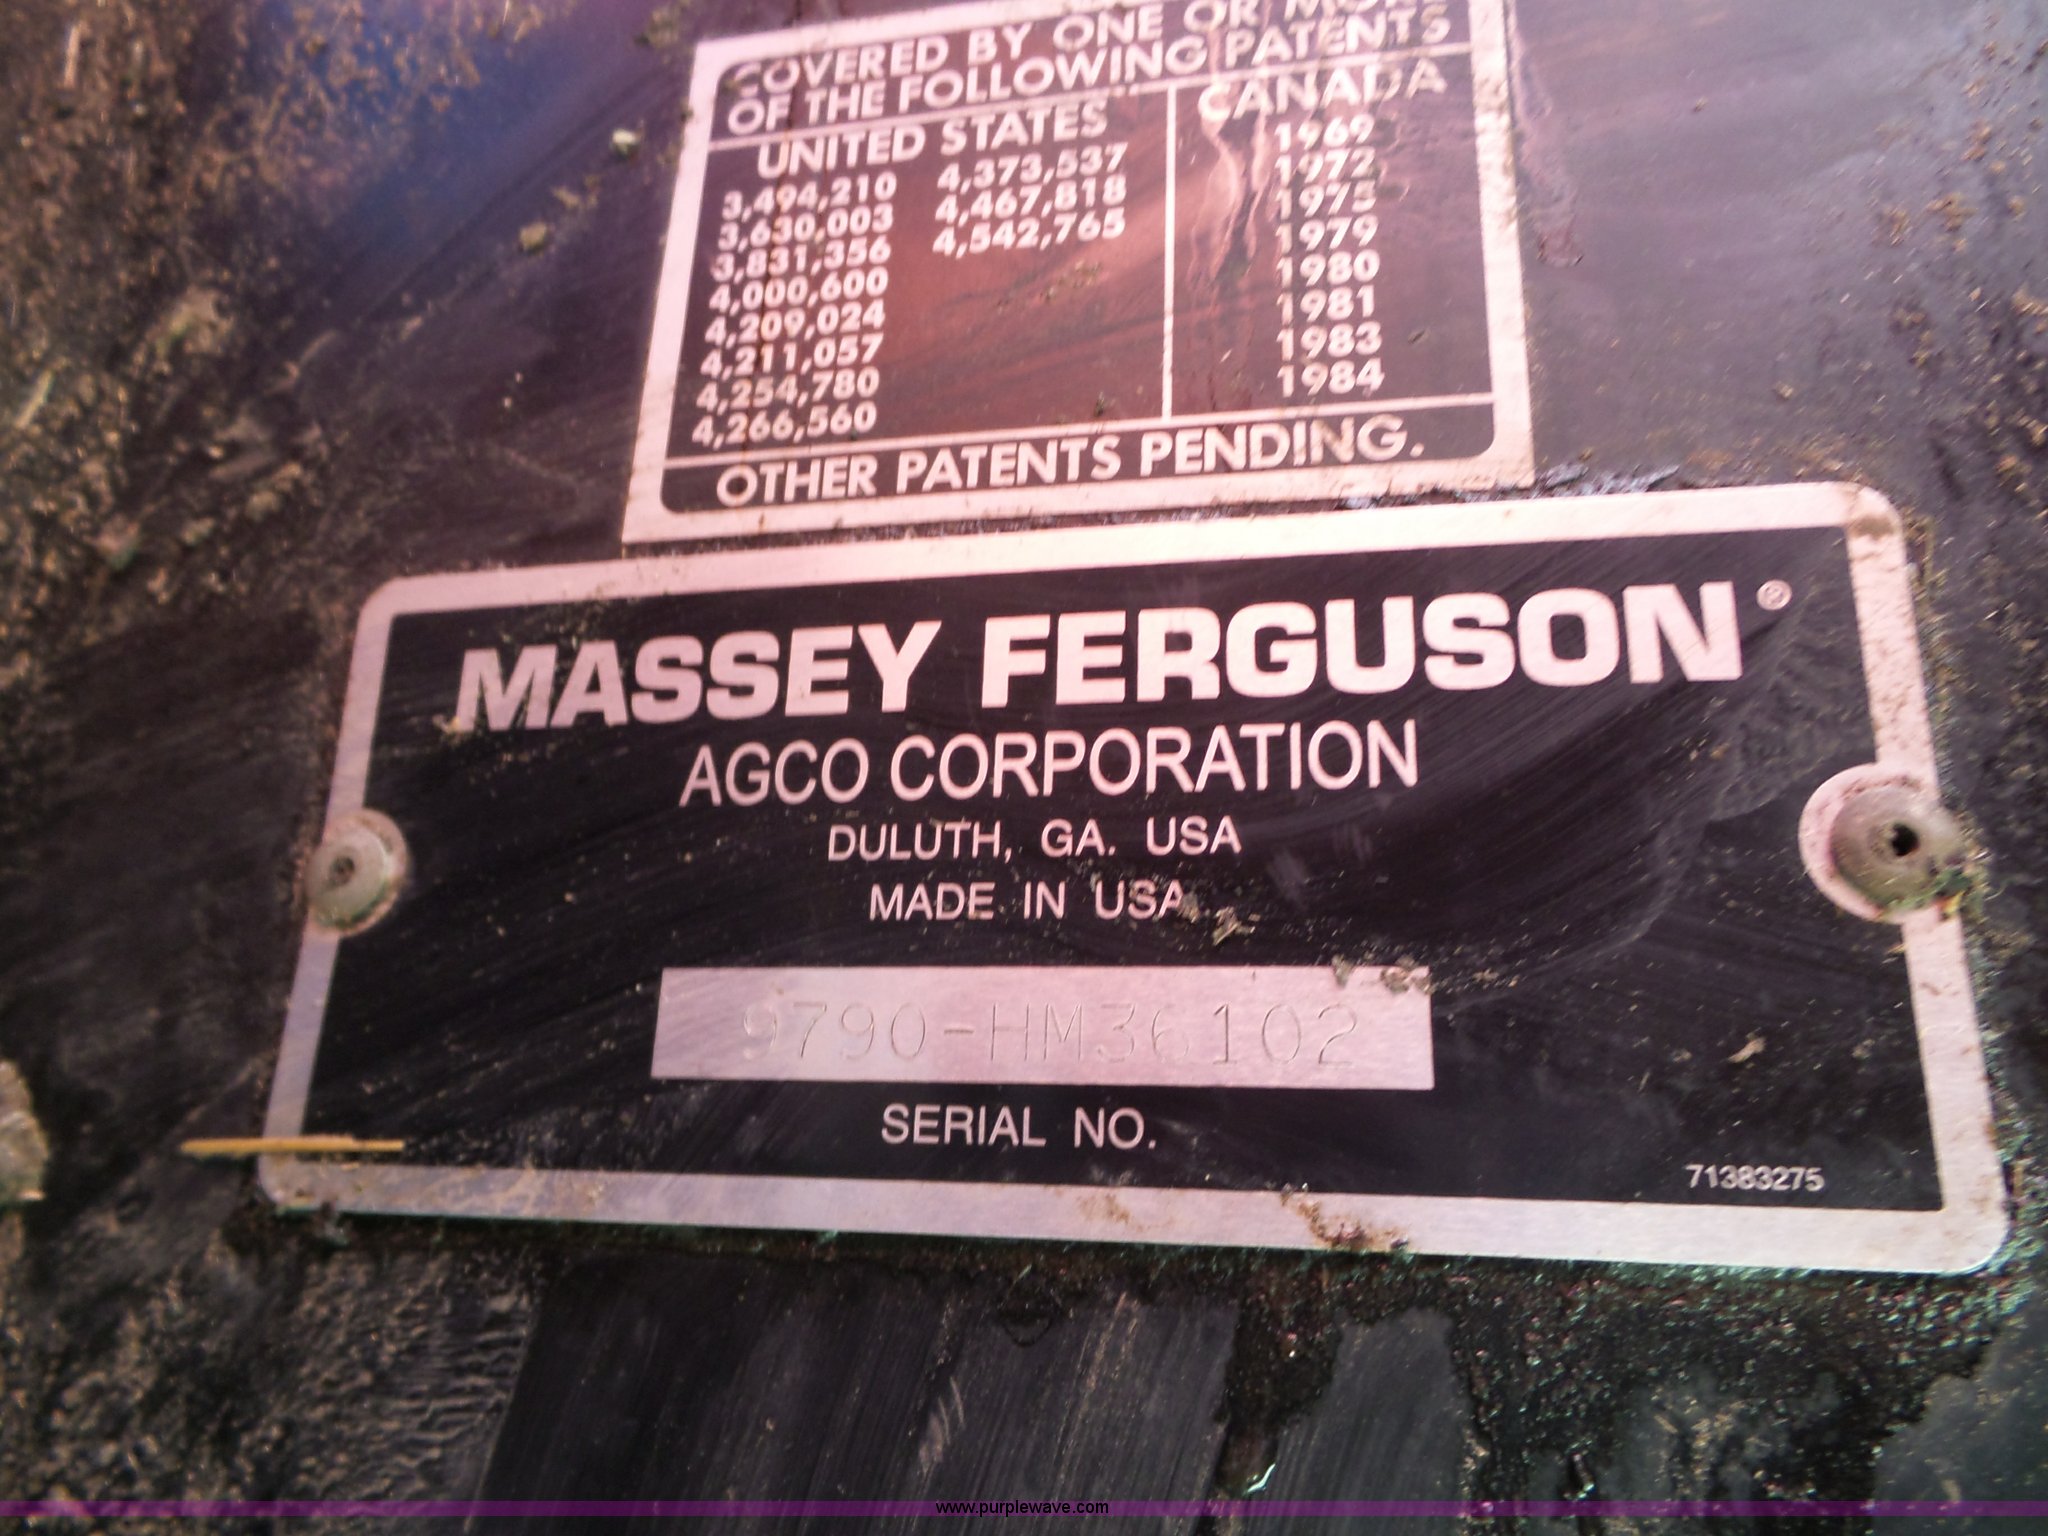 COVERED BY ONE OR MORE
OF THE FOLLOWING PATENTS
UNITED STATES
3,494,210
3,630,003
3,831,356
4,000,600
4,209,024
4,211,057
4,254,780
4,266,560
4,373,537
4,467,818
4,542,765
CANADA
1969
1972
1975
1979
1980
1981
1983
1984
OTHER PATENTS PENDING.
MASSEY FERGUSON®
AGCO CORPORATION
DULUTH, GA. USA
MADE IN USA
9790-HM36102
SERIAL NO.
71383275
www.purplewave.com